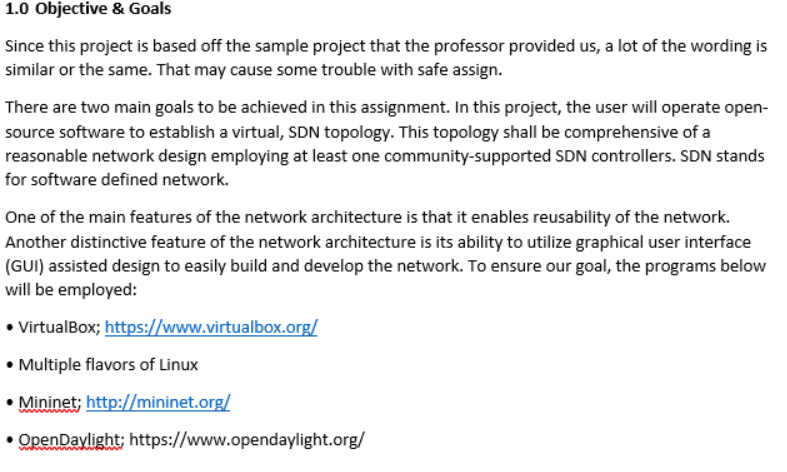 1.0 Objective & Goals
Since this project is based off the sample project that the professor provided us, a lot of the wording is
similar or the same. That may cause some trouble with safe assign.
There are two main goals to be achieved in this assignment. In this project, the user will operate open-
source software to establish a virtual, SDN topology. This topology shall be comprehensive of a
reasonable network design employing at least one community-supported SDN controllers. SDN stands
for software defined network.
One of the main features of the network architecture is that it enables reusability of the network.
Another distinctive feature of the network architecture is its ability to utilize graphical user interface
(GUI) assisted design to easily build and develop the network. To ensure our goal, the programs below
will be employed:
• VirtualBox; https://www.virtualbox.org/
• Multiple flavors of Linux
• Mininet; http://mininet.org/
• OpenDaylight; https://www.opendaylight.org/